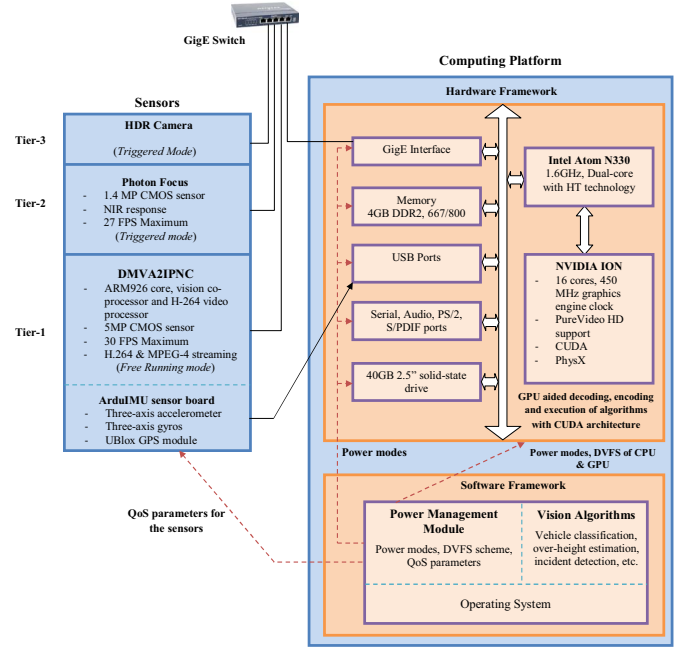 GigE Switch
Sensors
Tier-3
HDR Camera
(Triggered Mode)
Tier-2
Photon Focus
- 1.4 MP CMOS sensor
- NIR response
- 27 FPS Maximum
(Triggered mode)
Tier-1
DMVA2IPNC
- ARM926 core, vision co-
processor and H-264 video
processor
- 5MP CMOS sensor
- 30 FPS Maximum
- H.264 & MPEG-4 streaming
(Free Running mode)
ArduIMU sensor board
- Three-axis accelerometer
- Three-axis gyros
- UBlox GPS module
QoS parameters for
the sensors
Computing Platform
Hardware Framework
GigE Interface
Memory
4GB DDR2, 667/800
USB Ports
Serial, Audio, PS/2,
S/PDIF ports
40GB 2.5” solid-state
drive
Intel Atom N330
1.6GHz, Dual-core
with HT technology
NVIDIA ION
- 16 cores, 450
MHz graphics
engine clock
- PureVideo HD
support
- CUDA
- PhysX
GPU aided decoding, encoding
and execution of algorithms
with CUDA architecture
Power modes
Power modes, DVFS of CPU
& GPU
Software Framework
Power Management
Module
Power modes, DVFS scheme,
QoS parameters
Vision Algorithms
Vehicle classification,
over-height estimation,
incident detection, etc.
Operating System